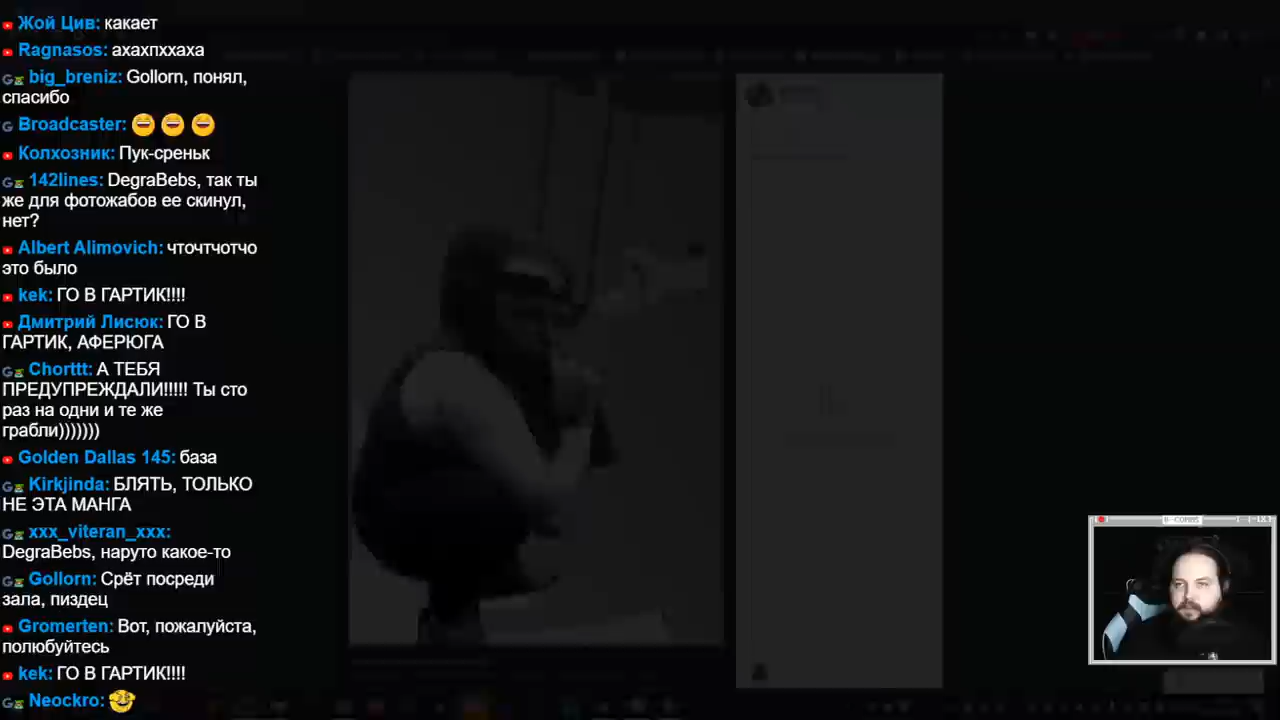 Жой Цив: какает
Ragnasos: ахахпххаха
big_breniz: Gollorn, понял,
спасибо
Broadcaster:
Колхозник: Пук-среньк
142lines: DegraBebs, так ты
же для фотожабов ее скинул,
нет?
Albert Alimovich: чточтчотчо
это было
kek: ГО В ГАРТИК!!!!
Дмитрий Лисюк: ГО В
ГАРТИК, АФЕРЮГА
Chorttt: А ТЕБЯ
ПРЕДУПРЕЖДАЛИ!!!!! Ты сто
раз на одни и те же
грабли)))))))
Golden Dallas 145: база
Kirkjinda: БЛЯТЬ, ТОЛЬКО
НЕ ЭТА МАНГА
xxx_viteran_xxx:
DegraBebs, наруто какое-то
Gollorn: Срёт посреди
зала, пиздец
Gromerten: Вот, пожалуйста,
полюбуйтесь
kek: ГО В ГАРТИК!!!!
Neockro: